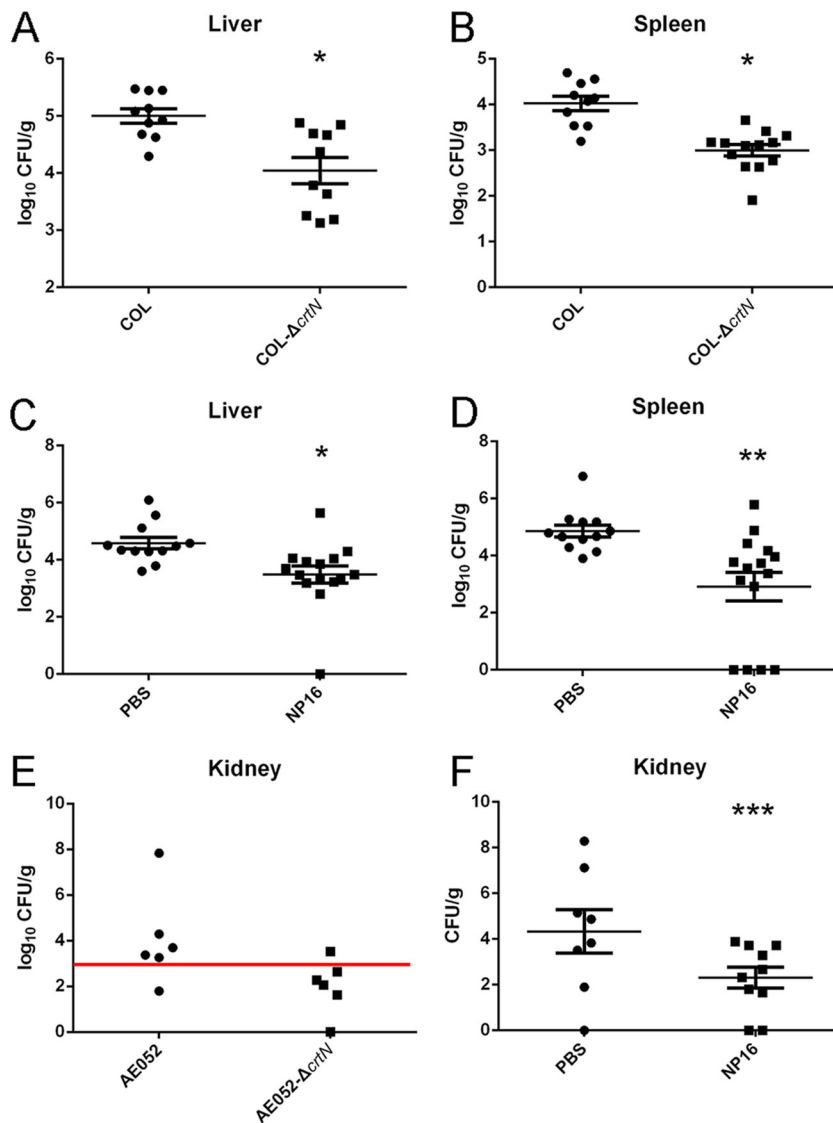 A
Liver
*
log10 CFU/g
6
5
4
3
2
COL
COL-ΔcrtN
B
Spleen
*
log10 CFU/g
5
4
3
2
1
0
COL
COL-ΔcrtN
C
Liver
*
log10 CFU/g
8
6
4
2
0
PBS
NP16
D
Spleen
**
log10 CFU/g
8
6
4
2
0
PBS
NP16
E
Kidney
log10 CFU/g
10
8
6
4
2
0
AE052
AE052-ΔcrtN
F
Kidney
***
CFU/g
10
8
6
4
2
0
PBS
NP16